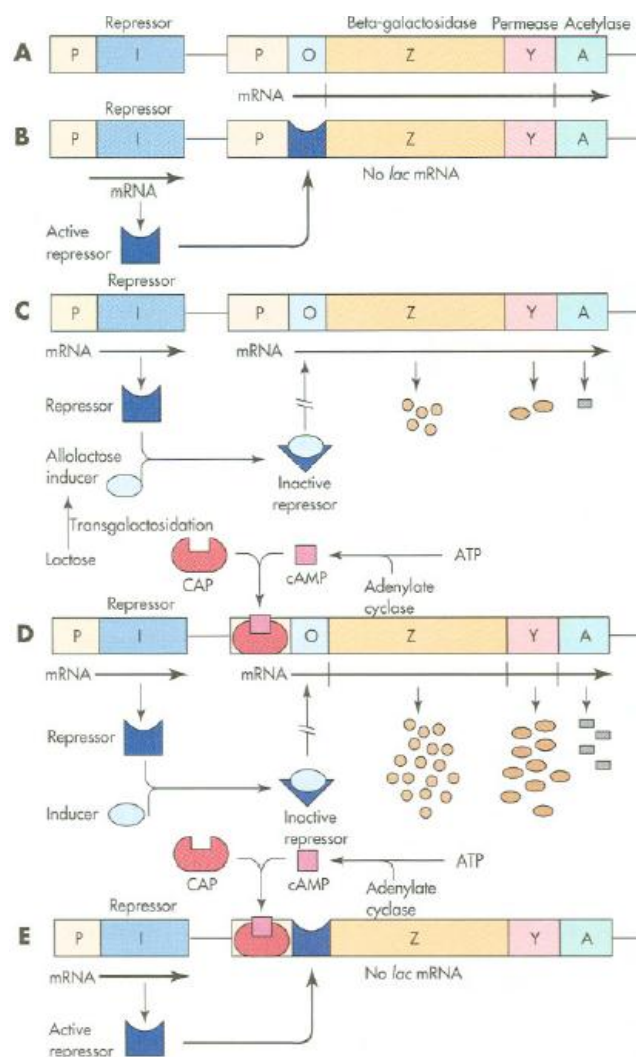 Repressor Beta-galactosidase Permease Acetylase
A P I P O Z Y A
mRNA
Repressor
B P I P Z Y A
mRNA No lac mRNA
Active
repressor
Repressor
C P I P O Z Y A
mRNA mRNA
Repressor
Allolactose
inducer
Inactive
repressor
Transgalactosidation
Lactose
CAP cAMP ATP
Adenylate
cyclase
Repressor
D P I O Z Y A
mRNA mRNA
Repressor
Inducer
Inactive
repressor
CAP cAMP ATP
Adenylate
cyclase
Repressor
E P I Z Y A
mRNA No lac mRNA
Active
repressor